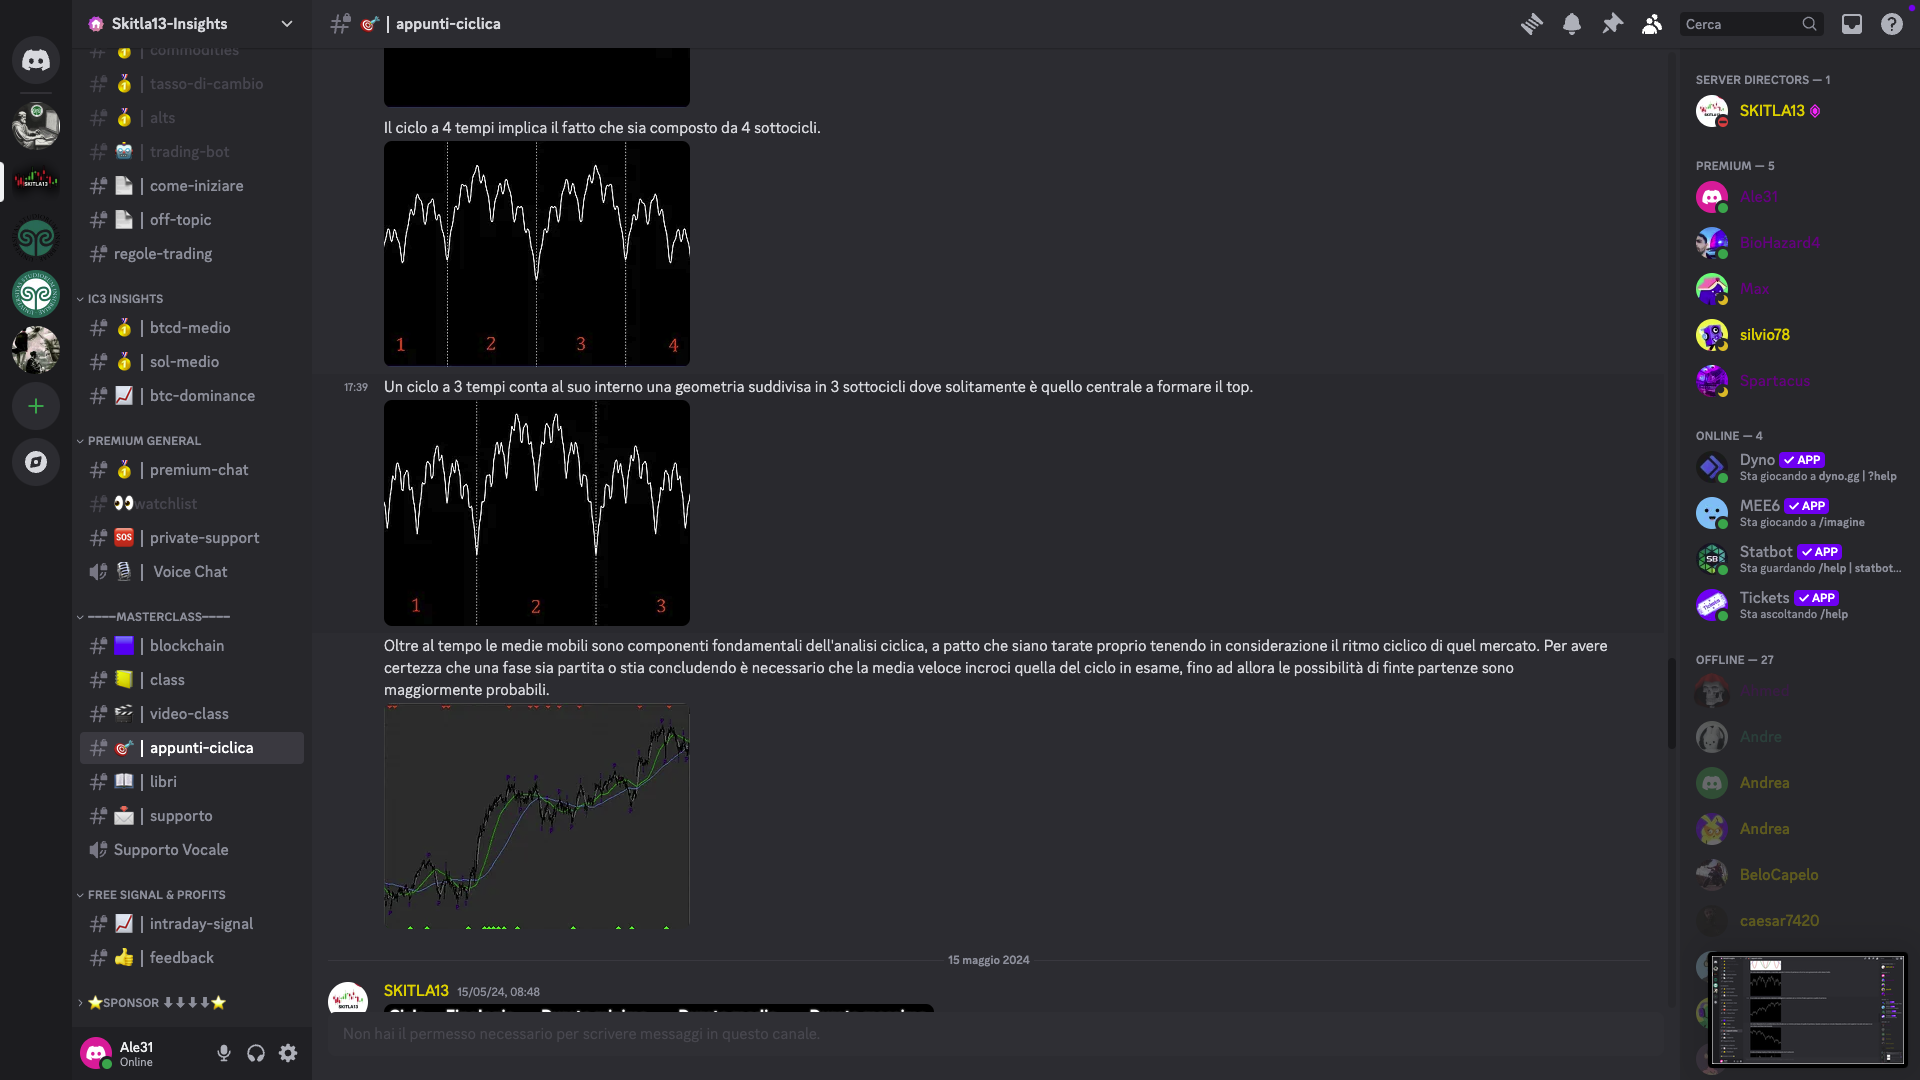 Skitla13-Insights
commodities
tasso-di-cambio
alts
trading-bot
come-iniziare
off-topic
regole-trading
IC3 INSIGHTS
btcd-medio
sol-medio
btc-dominance
PREMIUM GENERAL
premium-chat
watchlist
SOS | private-support
Voice Chat
----MASTERCLASS----
blockchain
class
video-class
appunti-ciclica
libri
supporto
Supporto Vocale
FREE SIGNAL & PROFITS
intraday-signal
feedback
⭐SPONSOR ⬇⬇⬇⬇⭐
Ale31
Online
| appunti-ciclica
Cerca
Il ciclo a 4 tempi implica il fatto che sia composto da 4 sottocicli.
1 2 3 4
17:39 Un ciclo a 3 tempi conta al suo interno una geometria suddivisa in 3 sottocicli dove solitamente è quello centrale a formare il top.
1 2 3
Oltre al tempo le medie mobili sono componenti fondamentali dell'analisi ciclica, a patto che siano tarate proprio tenendo in considerazione il ritmo ciclico di quel mercato. Per avere
certezza che una fase sia partita o stia concludendo è necessario che la media veloce incroci quella del ciclo in esame, fino ad allora le possibilità di finte partenze sono
maggiormente probabili.
15 maggio 2024
SKITLA13 15/05/24, 08:48
Non hai il permesso necessario per scrivere messaggi in questo canale.
SERVER DIRECTORS — 1
SKITLA13
PREMIUM — 5
Ale31
BioHazard4
Max
silvio78
Spartacus
ONLINE — 4
Dyno ✓ APP
Sta giocando a dyno.gg | ?help
MEE6 ✓ APP
Sta giocando a /imagine
Statbot ✓ APP
Sta guardando /help | statbot...
Tickets ✓ APP
Sta ascoltando /help
OFFLINE — 27
Andre
Andrea
Andrea
BeloCapelo
caesar7420